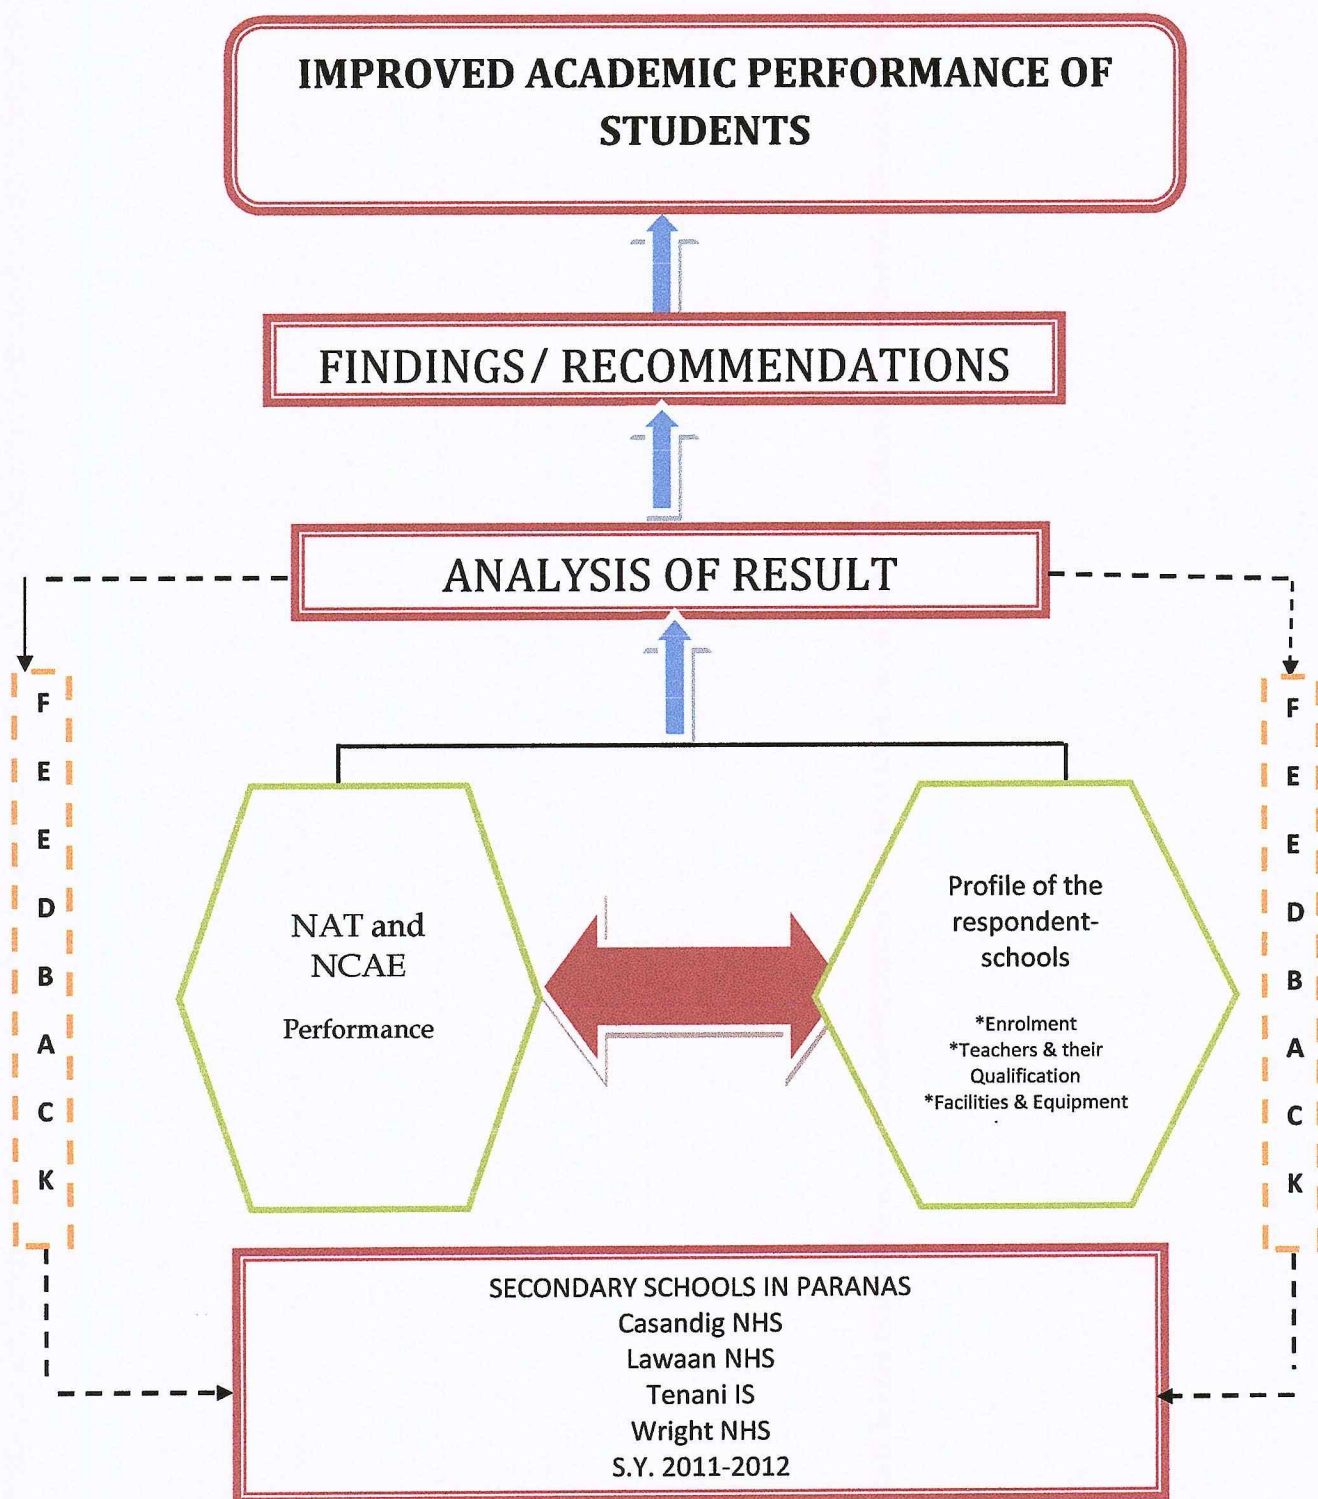 IMPROVED ACADEMIC PERFORMANCE OF
STUDENTS
FINDINGS/ RECOMMENDATIONS
ANALYSIS OF RESULT
F
E
E
D
B
A
C
K
NAT and
NCAE
Performance
Profile of the
respondent-
schools
*Enrolment
*Teachers & their
Qualification
*Facilities & Equipment
F
E
E
D
B
A
C
K
SECONDARY SCHOOLS IN PARANAS
Casandig NHS
Lawaan NHS
Tenani IS
Wright NHS
S.Y. 2011-2012